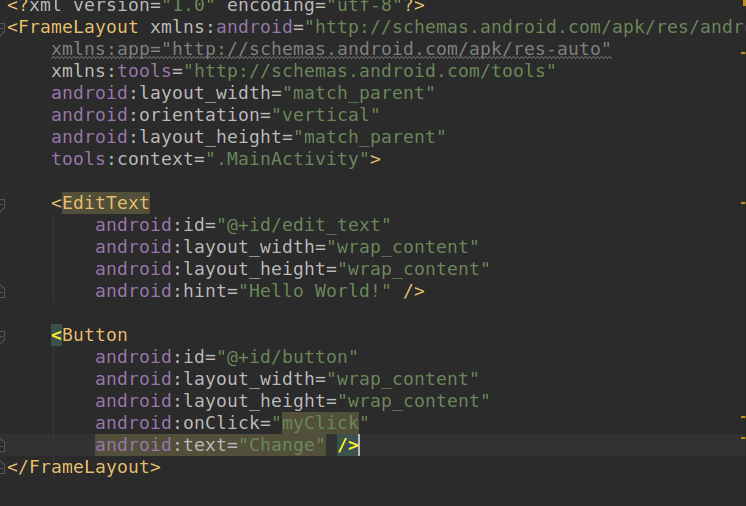 <?xml version="1.0" encoding="utf-8"?>
<FrameLayout xmlns:android="http://schemas.android.com/apk/res/andr
    xmlns:app="http://schemas.android.com/apk/res-auto"
    xmlns:tools="http://schemas.android.com/tools"
    android:layout_width="match_parent"
    android:orientation="vertical"
    android:layout_height="match_parent"
    tools:context=".MainActivity">
    <EditText
        android:id="@+id/edit_text"
        android:layout_width="wrap_content"
        android:layout_height="wrap_content"
        android:hint="Hello World!" />
    <Button
        android:id="@+id/button"
        android:layout_width="wrap_content"
        android:layout_height="wrap_content"
        android:onClick="myClick"
        android:text="Change" />
</FrameLayout>